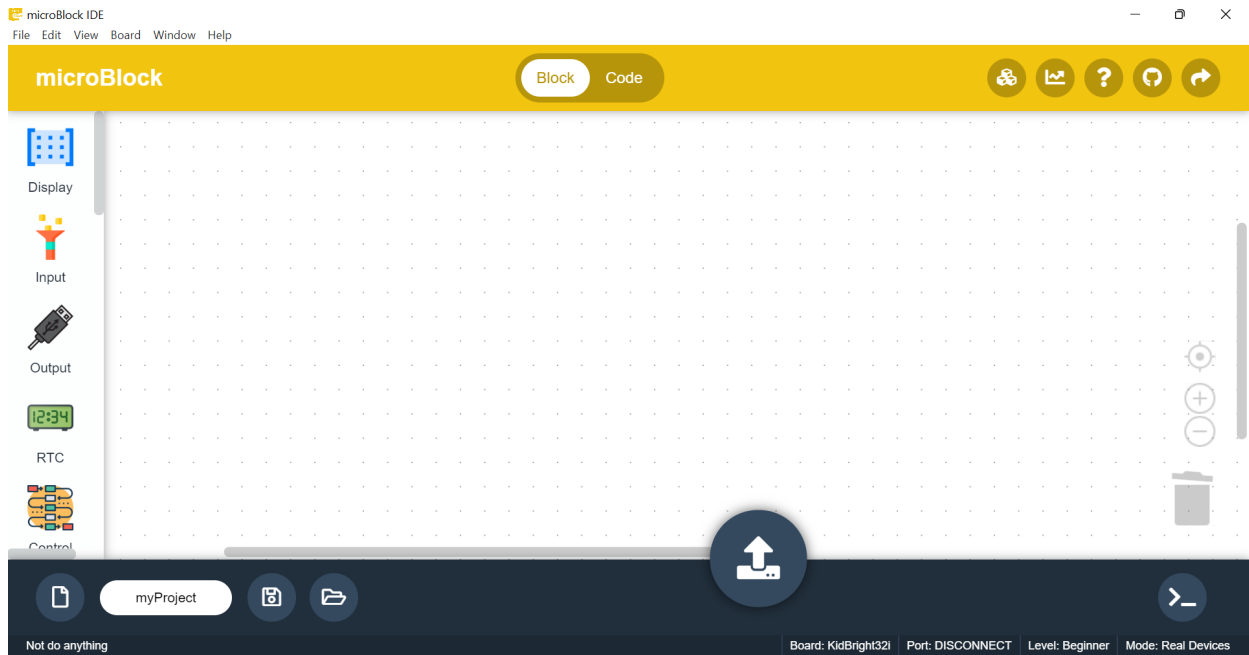 microBlock IDE
File Edit View Board Window Help
microBlock
Block Code
Display
Input
Output
12:34
RTC
Control
myProject
Not do anything
Board: KidBright32i Port: DISCONNECT Level: Beginner Mode: Real Devices